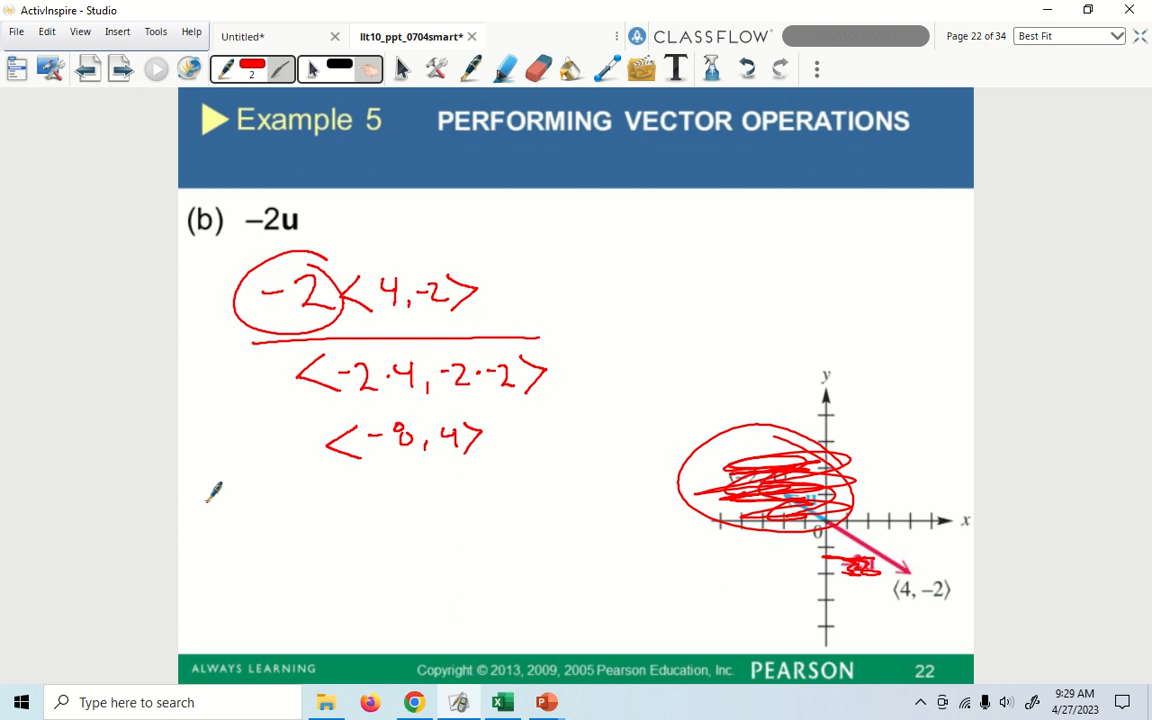 ActivInspire - Studio
File Edit View Insert Tools Help
Untitled*
llt10_ppt_0704smart*
CLASSFLOW
Page 22 of 34
Best Fit
2
T
Example 5 PERFORMING VECTOR OPERATIONS
(b) –2u
-2<4,-2>
<-2·4, -2·-2>
<-8, 4>
y
x
0
⟨4, –2⟩
ALWAYS LEARNING
Copyright © 2013, 2009, 2005 Pearson Education, Inc.
PEARSON
22
Type here to search
9:29 AM
4/27/2023